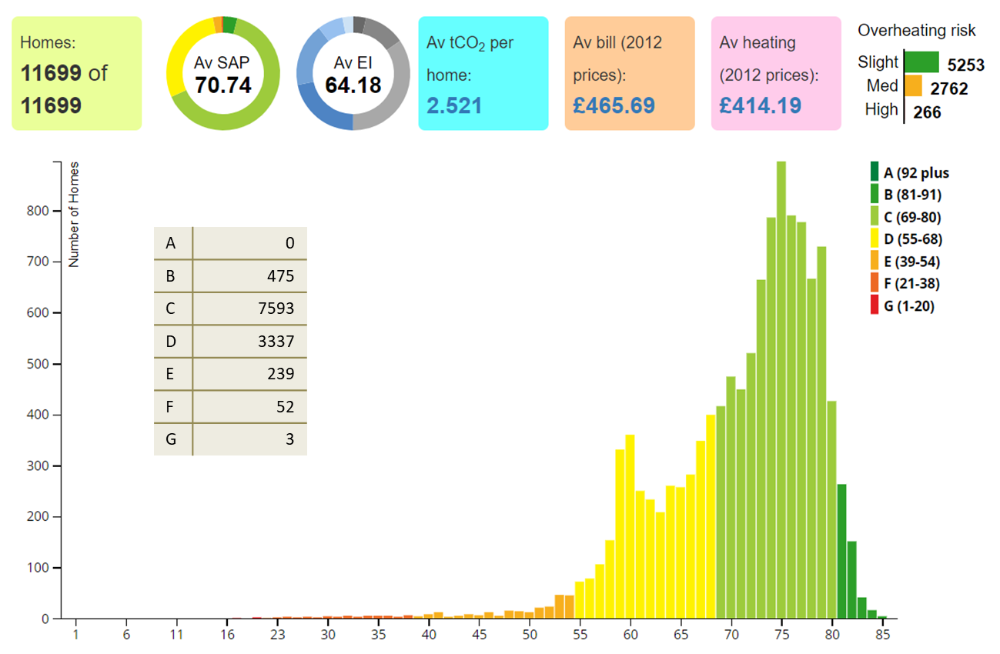 Homes:
11699 of
11699
Av SAP
70.74
Av EI
64.18
Av tCO₂ per
home:
2.521
Av bill (2012
prices):
£465.69
Av heating
(2012 prices):
£414.19
Overheating risk
Slight 5253
Med 2762
High 266
Number of Homes
800
700
600
500
400
300
200
100
0
A 0
B 475
C 7593
D 3337
E 239
F 52
G 3
A (92 plus
B (81-91)
C (69-80)
D (55-68)
E (39-54)
F (21-38)
G (1-20)
1 6 11 16 23 30 35 40 45 50 55 60 65 70 75 80 85